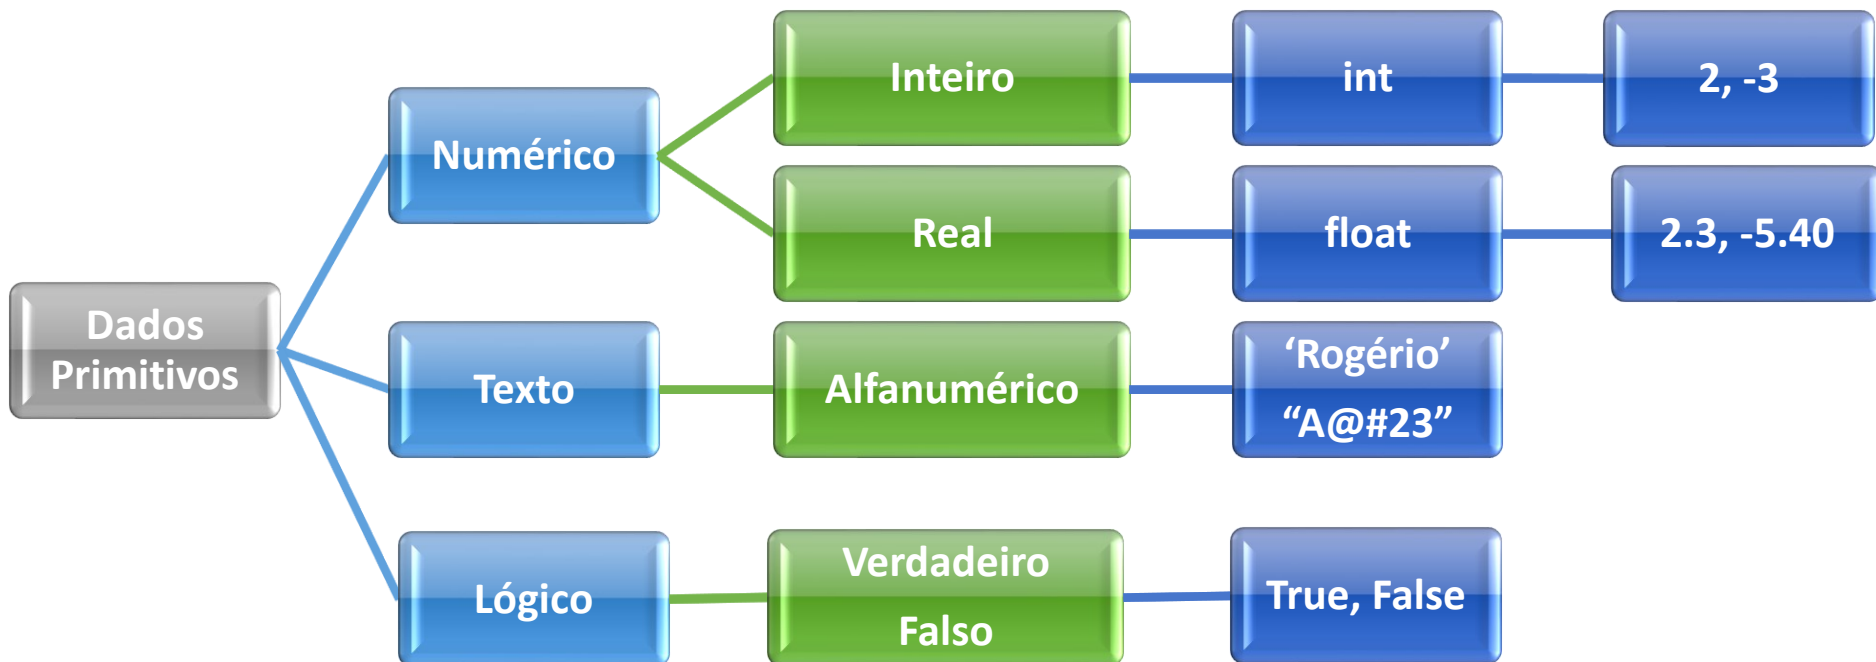 Dados
Primitivos
Numérico
Inteiro
int
2, -3
Real
float
2.3, -5.40
Texto
Alfanumérico
‘Rogério’
“A@#23”
Lógico
Verdadeiro
Falso
True, False